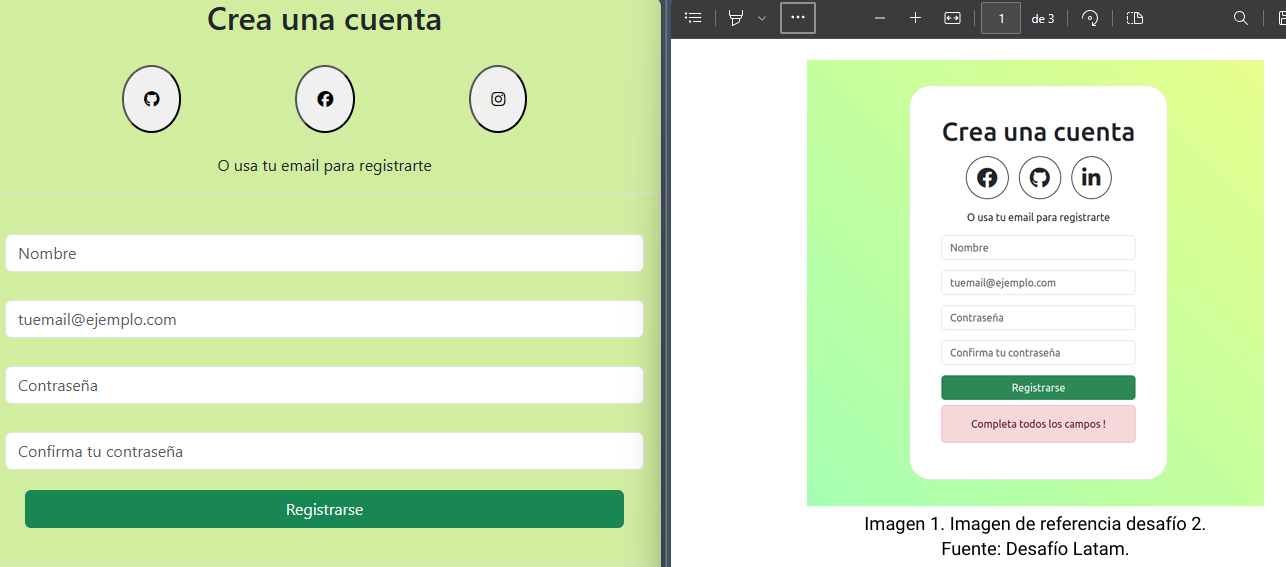 Crea una cuenta
O usa tu email para registrarte
Nombre
tuemail@ejemplo.com
Contraseña
Confirma tu contraseña
Registrarse
1 de 3
Crea una cuenta
in
O usa tu email para registrarte
Nombre
tuemail@ejemplo.com
Contraseña
Confirma tu contraseña
Registrarse
Completa todos los campos !
Imagen 1. Imagen de referencia desafío 2.
Fuente: Desafío Latam.